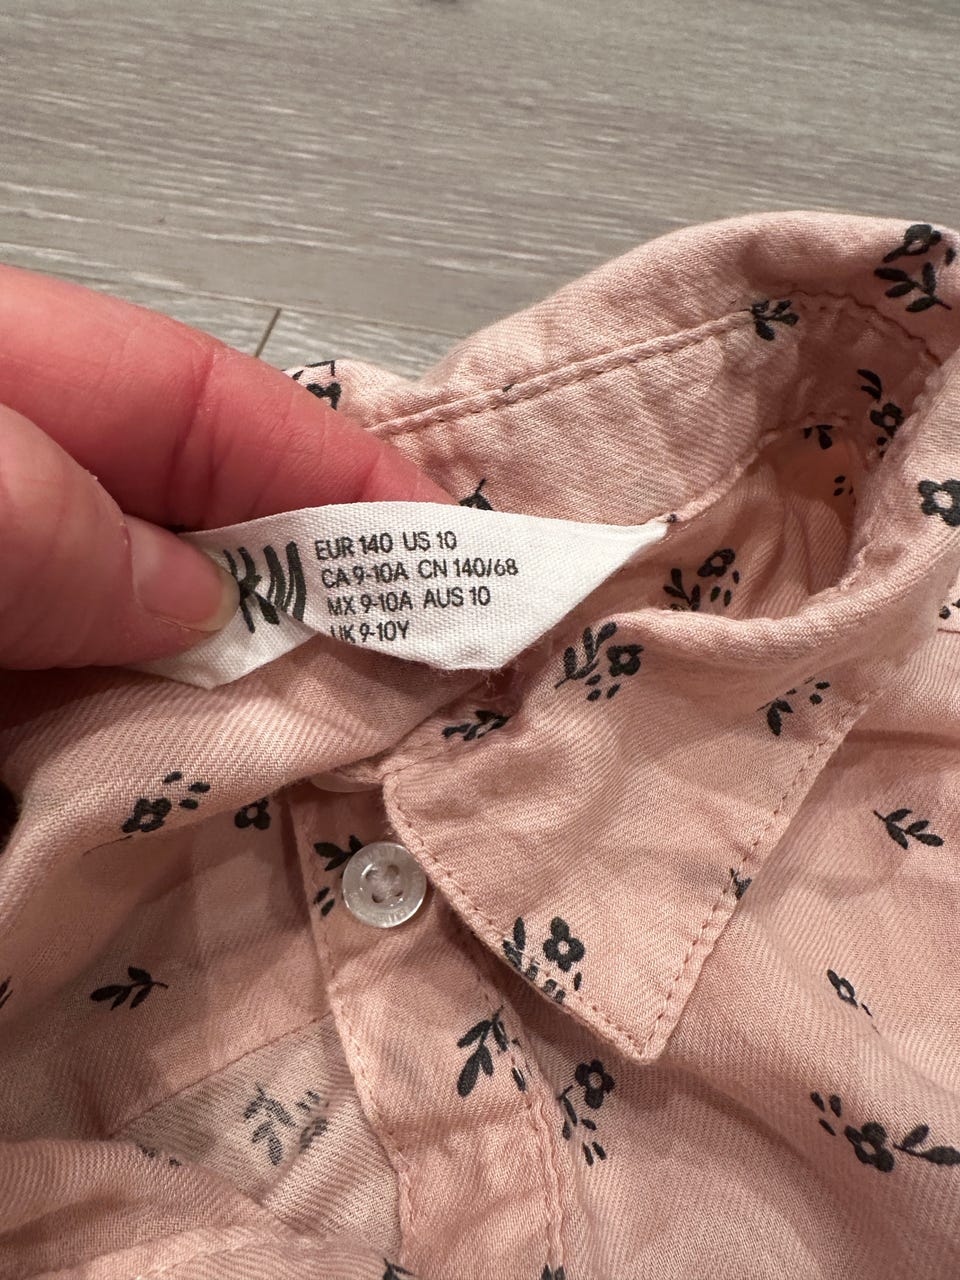 H&M
EUR 140 US 10
CA 9-10A CN 140/68
MX 9-10A AUS 10
UK 9-10Y